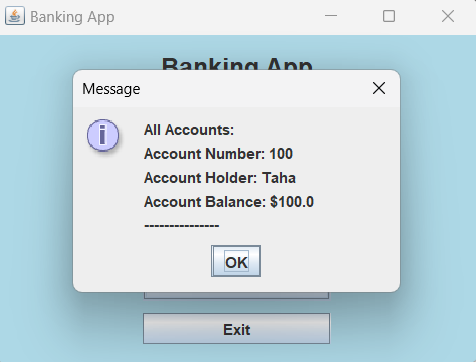 Banking App
Banking App
Message
All Accounts:
Account Number: 100
Account Holder: Taha
Account Balance: $100.0
---------------
OK
Exit